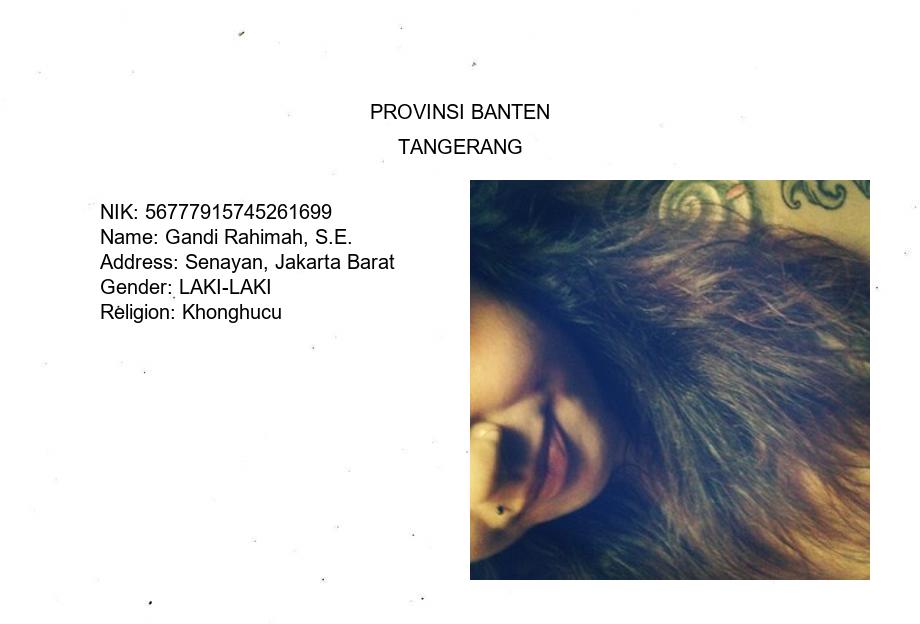 PROVINSI BANTEN
TANGERANG
NIK: 56777915745261699
Name: Gandi Rahimah, S.E.
Address: Senayan, Jakarta Barat
Gender: LAKI-LAKI
Religion: Khonghucu